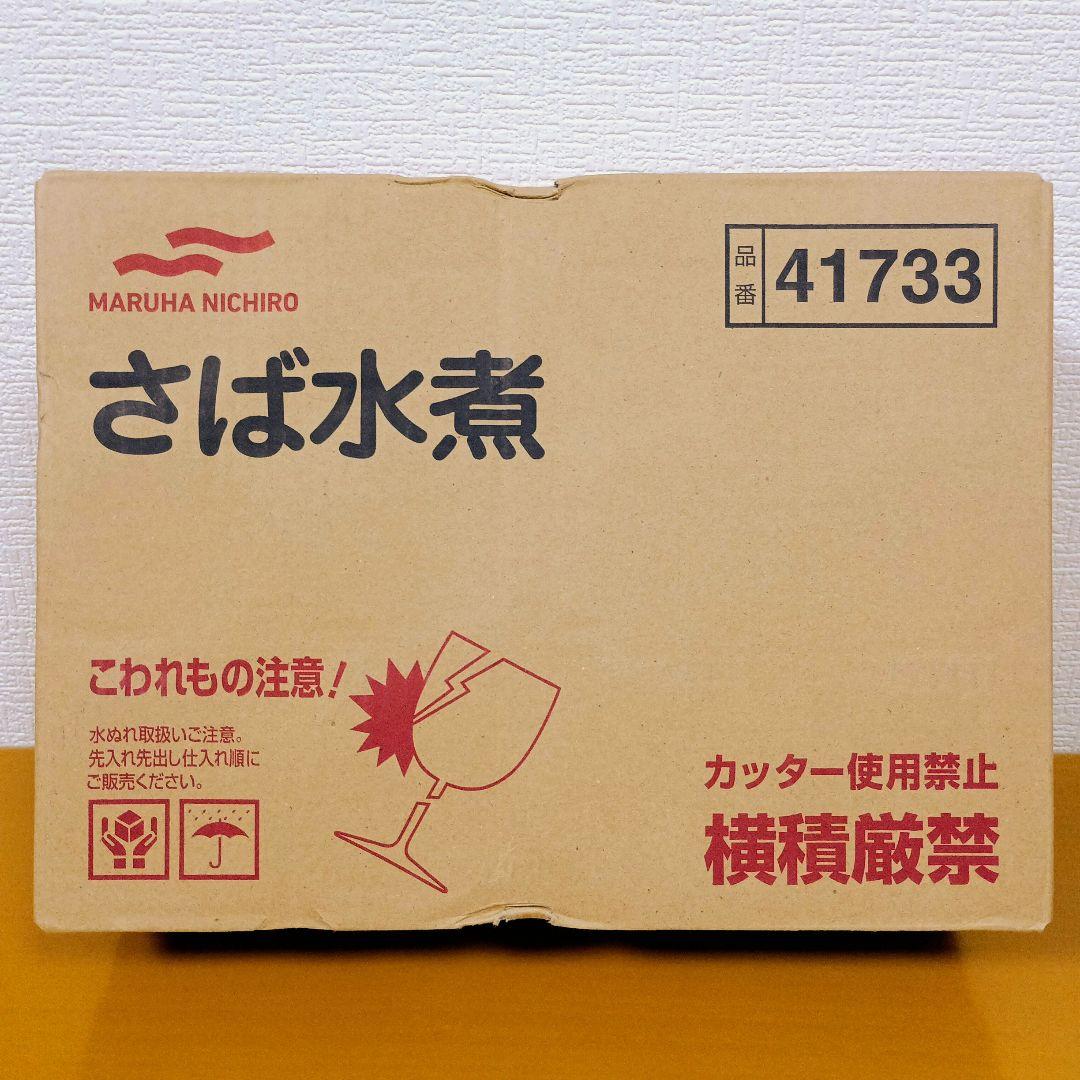 MARUHA NICHIRO
品番 41733
さば水煮
こわれもの注意!
水ぬれ取扱いご注意。
先入れ先出し仕入れ順に
ご販売ください。
カッター使用禁止
横積厳禁